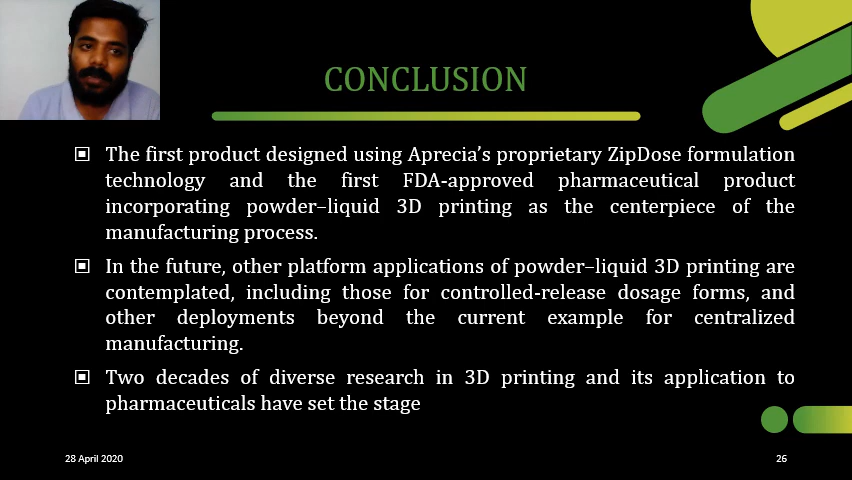 CONCLUSION
The first product designed using Aprecia’s proprietary ZipDose formulation
technology and the first FDA-approved pharmaceutical product
incorporating powder–liquid 3D printing as the centerpiece of the
manufacturing process.
In the future, other platform applications of powder–liquid 3D printing are
contemplated, including those for controlled-release dosage forms, and
other deployments beyond the current example for centralized
manufacturing.
Two decades of diverse research in 3D printing and its application to
pharmaceuticals have set the stage
28 April 2020
26